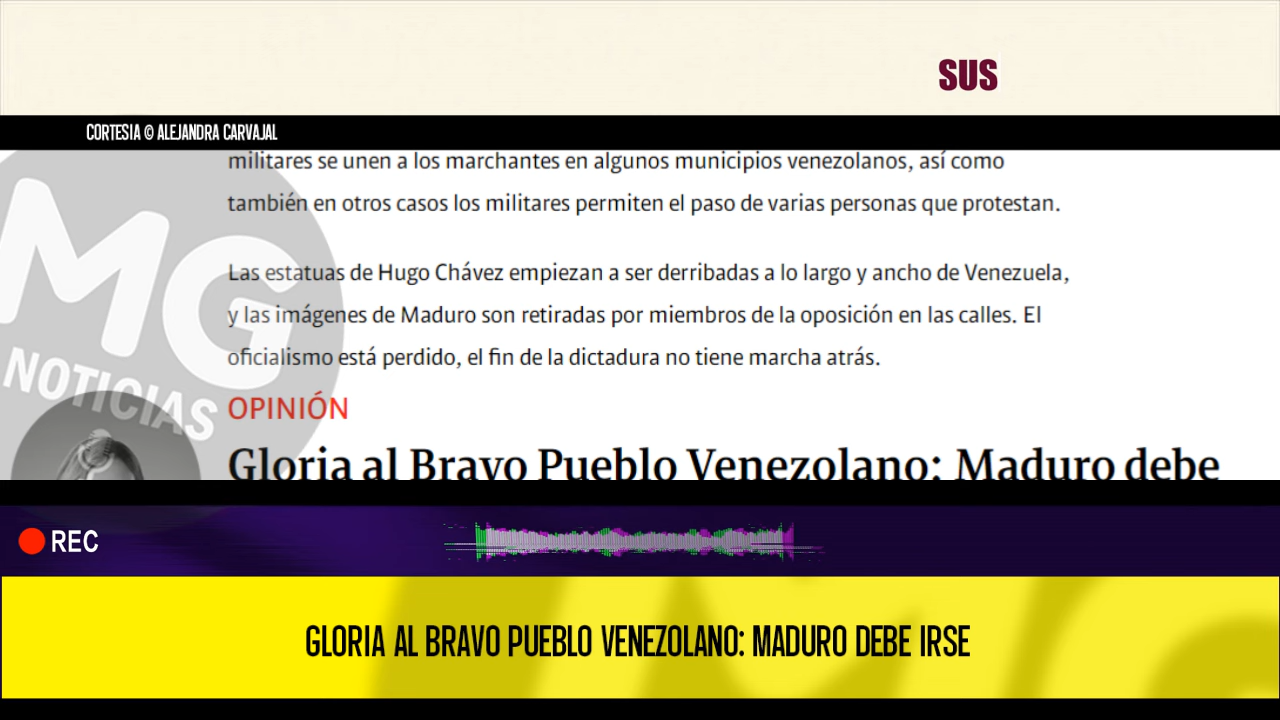 SUS
CORTESIA © ALEJANDRA CARVAJAL
militares se unen a los marchantes en algunos municipios venezolanos, así como
también en otros casos los militares permiten el paso de varias personas que protestan.
Las estatuas de Hugo Chávez empiezan a ser derribadas a lo largo y ancho de Venezuela,
y las imágenes de Maduro son retiradas por miembros de la oposición en las calles. El
oficialismo está perdido, el fin de la dictadura no tiene marcha atrás.
MG
NOTICIAS
OPINIÓN
Gloria al Bravo Pueblo Venezolano: Maduro debe
REC
GLORIA AL BRAVO PUEBLO VENEZOLANO: MADURO DEBE IRSE